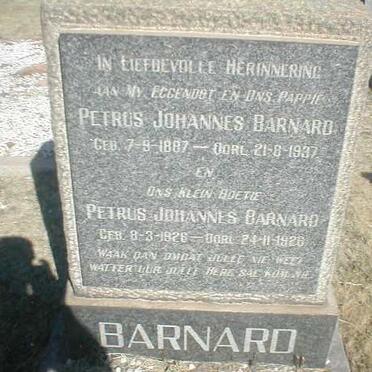 IN LIEFDEVOLLE HERINNERING
AAN MY EGGENOOT EN ONS PAPPIE
PETRUS JOHANNES BARNARD
GEB. 7-9-1887 — OORL. 21-8-1937
EN
ONS KLEIN BOETIE
PETRUS JOHANNES BARNARD
GEB. 8-3-1926 — OORL. 24-11-1926
WAAK DAN OMDAT JULLE NIE WEET
WATTER UUR JULLE HERE SAL KOM NIE
BARNARD